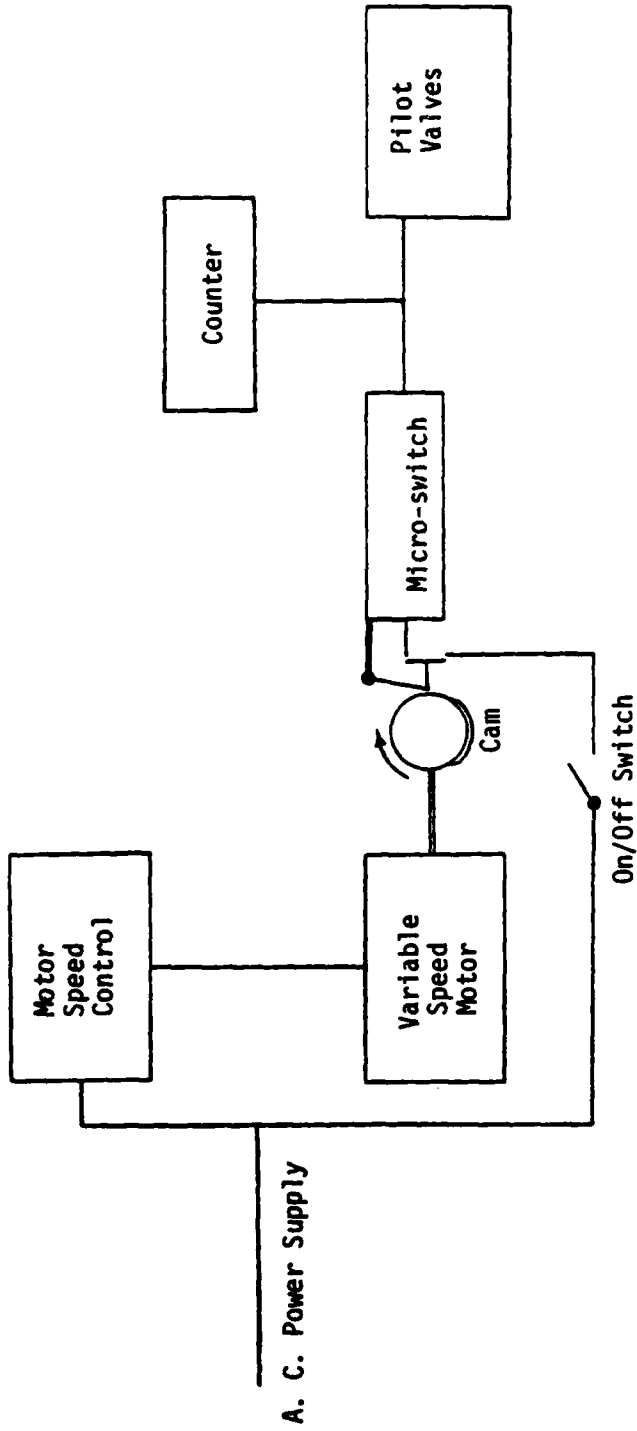 Motor
Speed
Control
Variable
Speed
Motor
A. C. Power Supply
Cam
On/Off Switch
Micro-switch
Counter
Pilot
Valves